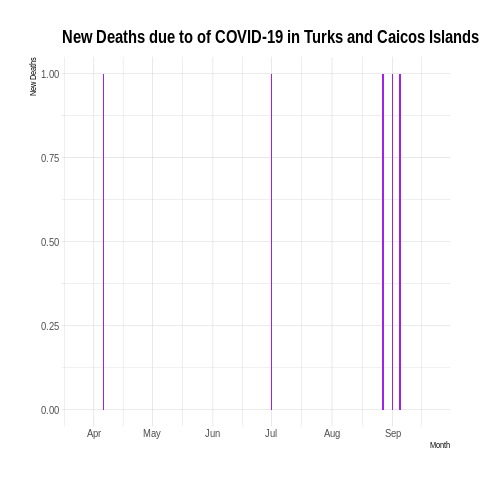 New Deaths due to of COVID-19 in Turks and Caicos Islands
New Deaths
1.00
0.75
0.50
0.25
0.00
Apr May Jun Jul Aug Sep
Month